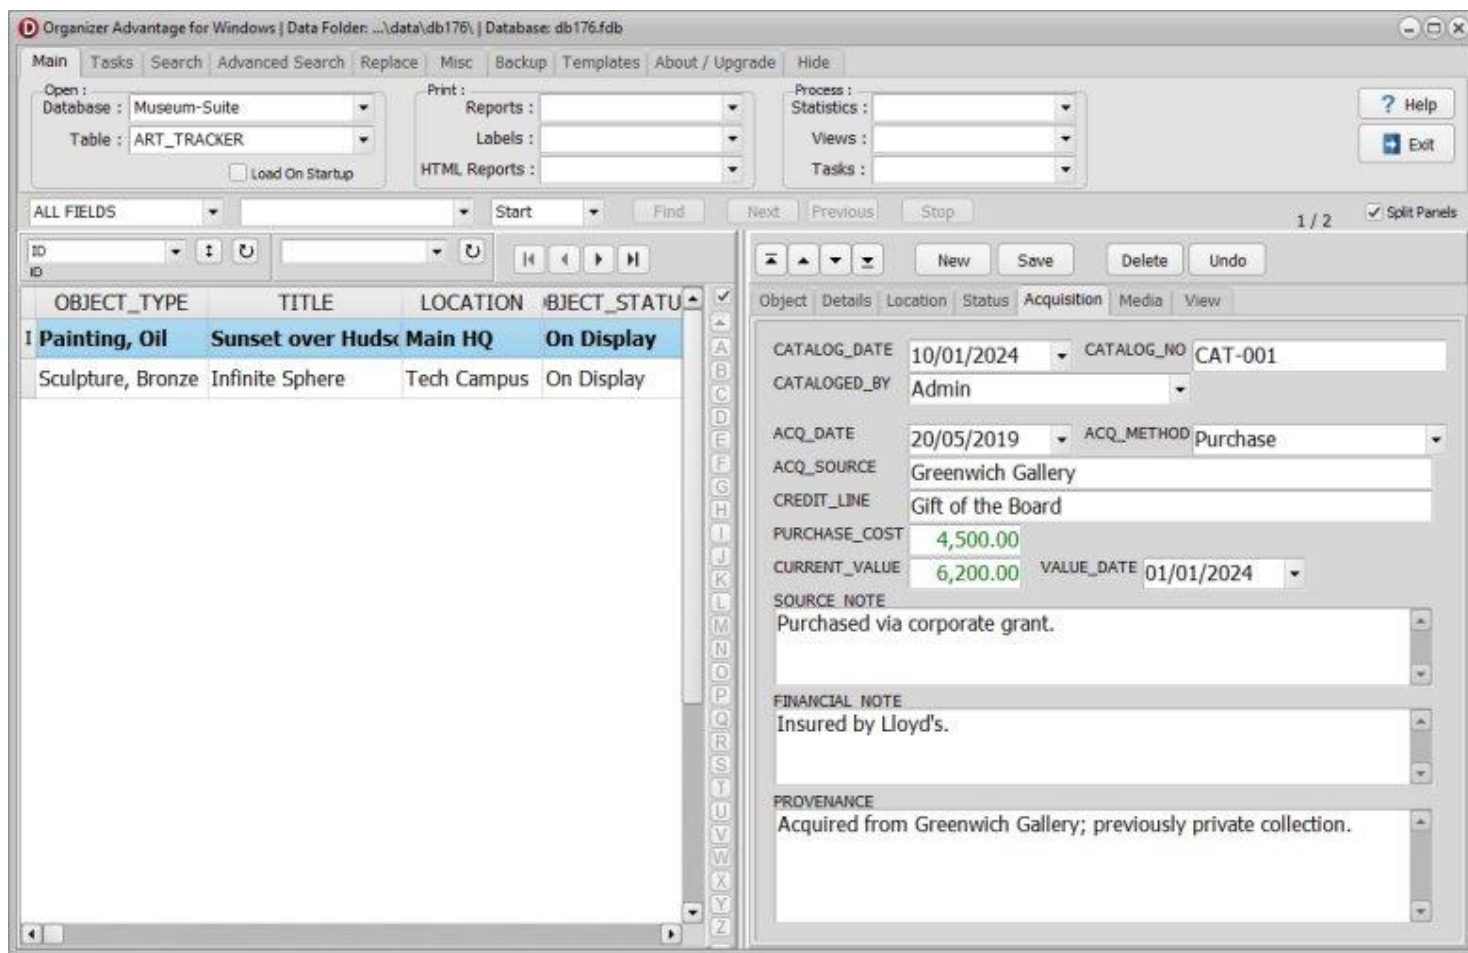 Organizer Advantage for Windows | Data Folder: ...\data\db176\ | Database: db176.fdb
Main Tasks Search Advanced Search Replace Misc Backup Templates About / Upgrade Hide
Open : Print : Process :
Database : Museum-Suite Reports : Statistics : ? Help
Table : ART_TRACKER Labels : Views : Exit
Load On Startup HTML Reports : Tasks :
ALL FIELDS Start Find Next Previous Stop 1 / 2 Split Panels
ID
ID
New Save Delete Undo
OBJECT_TYPE TITLE LOCATION BJECT_STATU
I Painting, Oil Sunset over Hudso Main HQ On Display
Sculpture, Bronze Infinite Sphere Tech Campus On Display
A
B
C
D
E
F
G
H
I
J
K
L
M
N
O
P
Q
R
S
T
U
V
W
X
Y
Z
Object Details Location Status Acquisition Media View
CATALOG_DATE 10/01/2024 CATALOG_NO CAT-001
CATALOGED_BY Admin
ACQ_DATE 20/05/2019 ACQ_METHOD Purchase
ACQ_SOURCE Greenwich Gallery
CREDIT_LINE Gift of the Board
PURCHASE_COST 4,500.00
CURRENT_VALUE 6,200.00 VALUE_DATE 01/01/2024
SOURCE_NOTE
Purchased via corporate grant.
FINANCIAL_NOTE
Insured by Lloyd's.
PROVENANCE
Acquired from Greenwich Gallery; previously private collection.